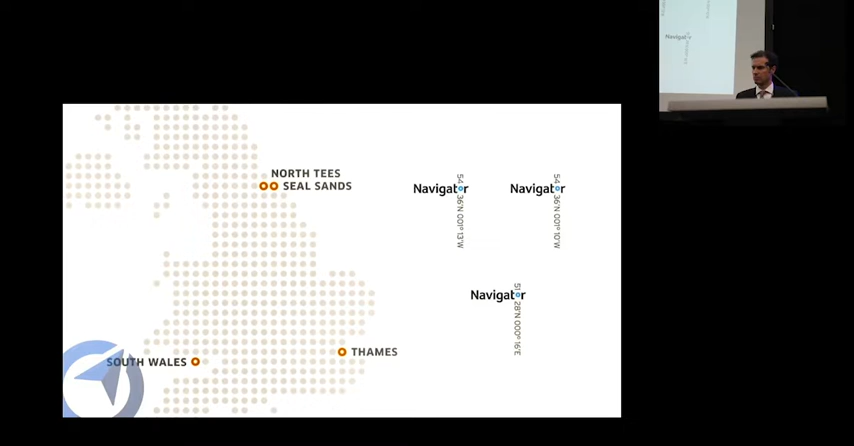 NORTH TEES
SEAL SANDS
Navigator
54°36'N 001°13'W
Navigator
54°36'N 001°10'W
Navigator
51°28'N 000°16'E
THAMES
SOUTH WALES
Navigator